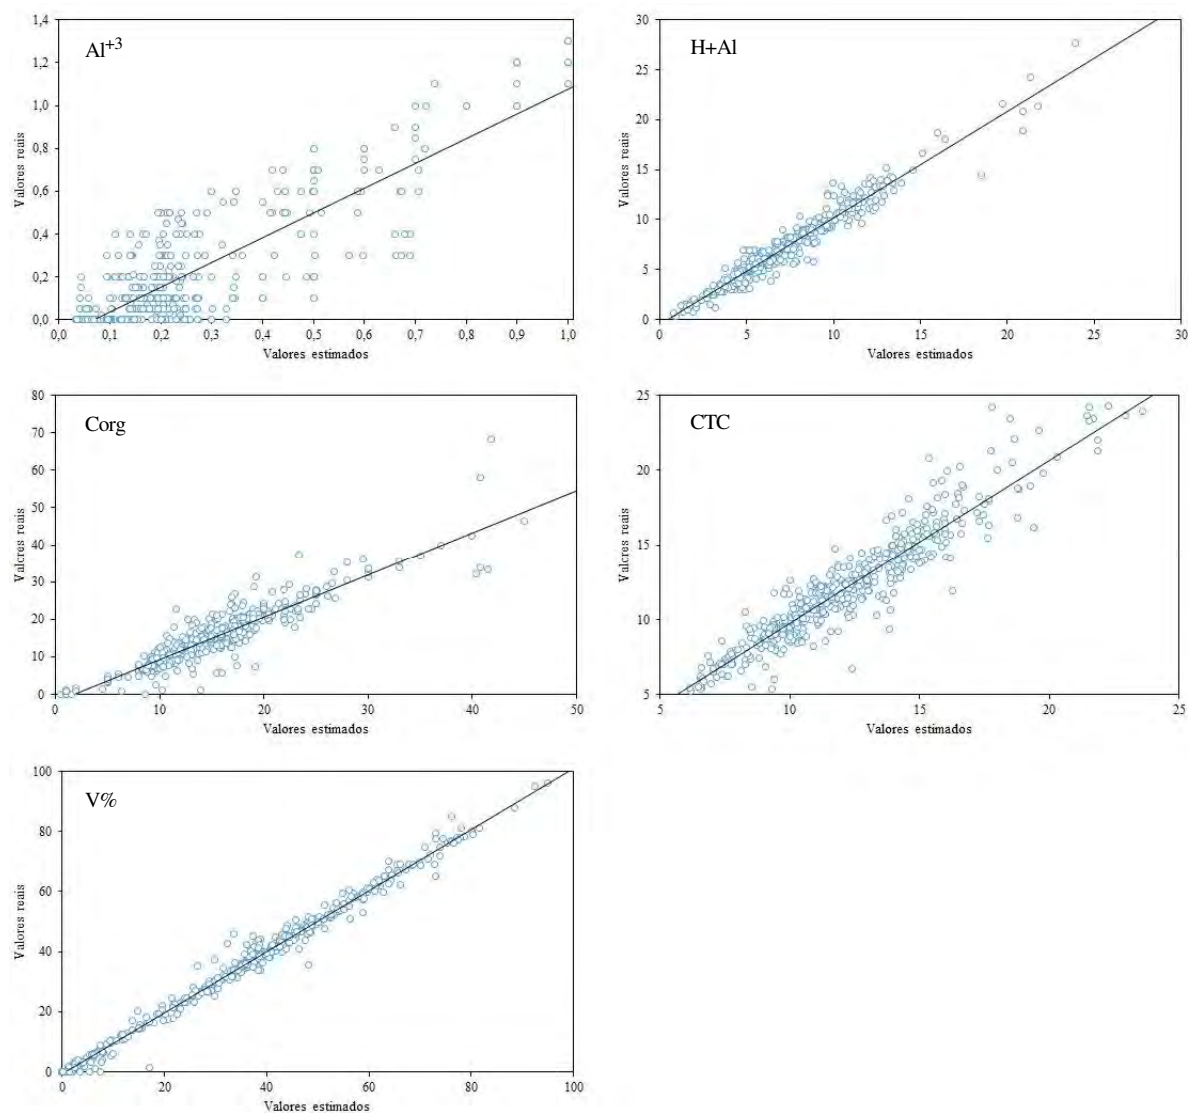 Al+3
Valores reais
1,4
1,2
1,0
0,8
0,6
0,4
0,2
0,0
0,0 0,1 0,2 0,3 0,4 0,5 0,6 0,7 0,8 0,9 1,0
Valores estimados
H+Al
Valores reais
30
25
20
15
10
5
0
0 5 10 15 20 25 30
Valores estimados
Corg
Valores reais
80
70
60
50
40
30
20
10
0
0 10 20 30 40 50
Valores estimados
CTC
Valores reais
25
20
15
10
5
5 10 15 20 25
Valores estimados
V%
Valores reais
100
80
60
40
20
0
0 20 40 60 80 100
Valores estimados